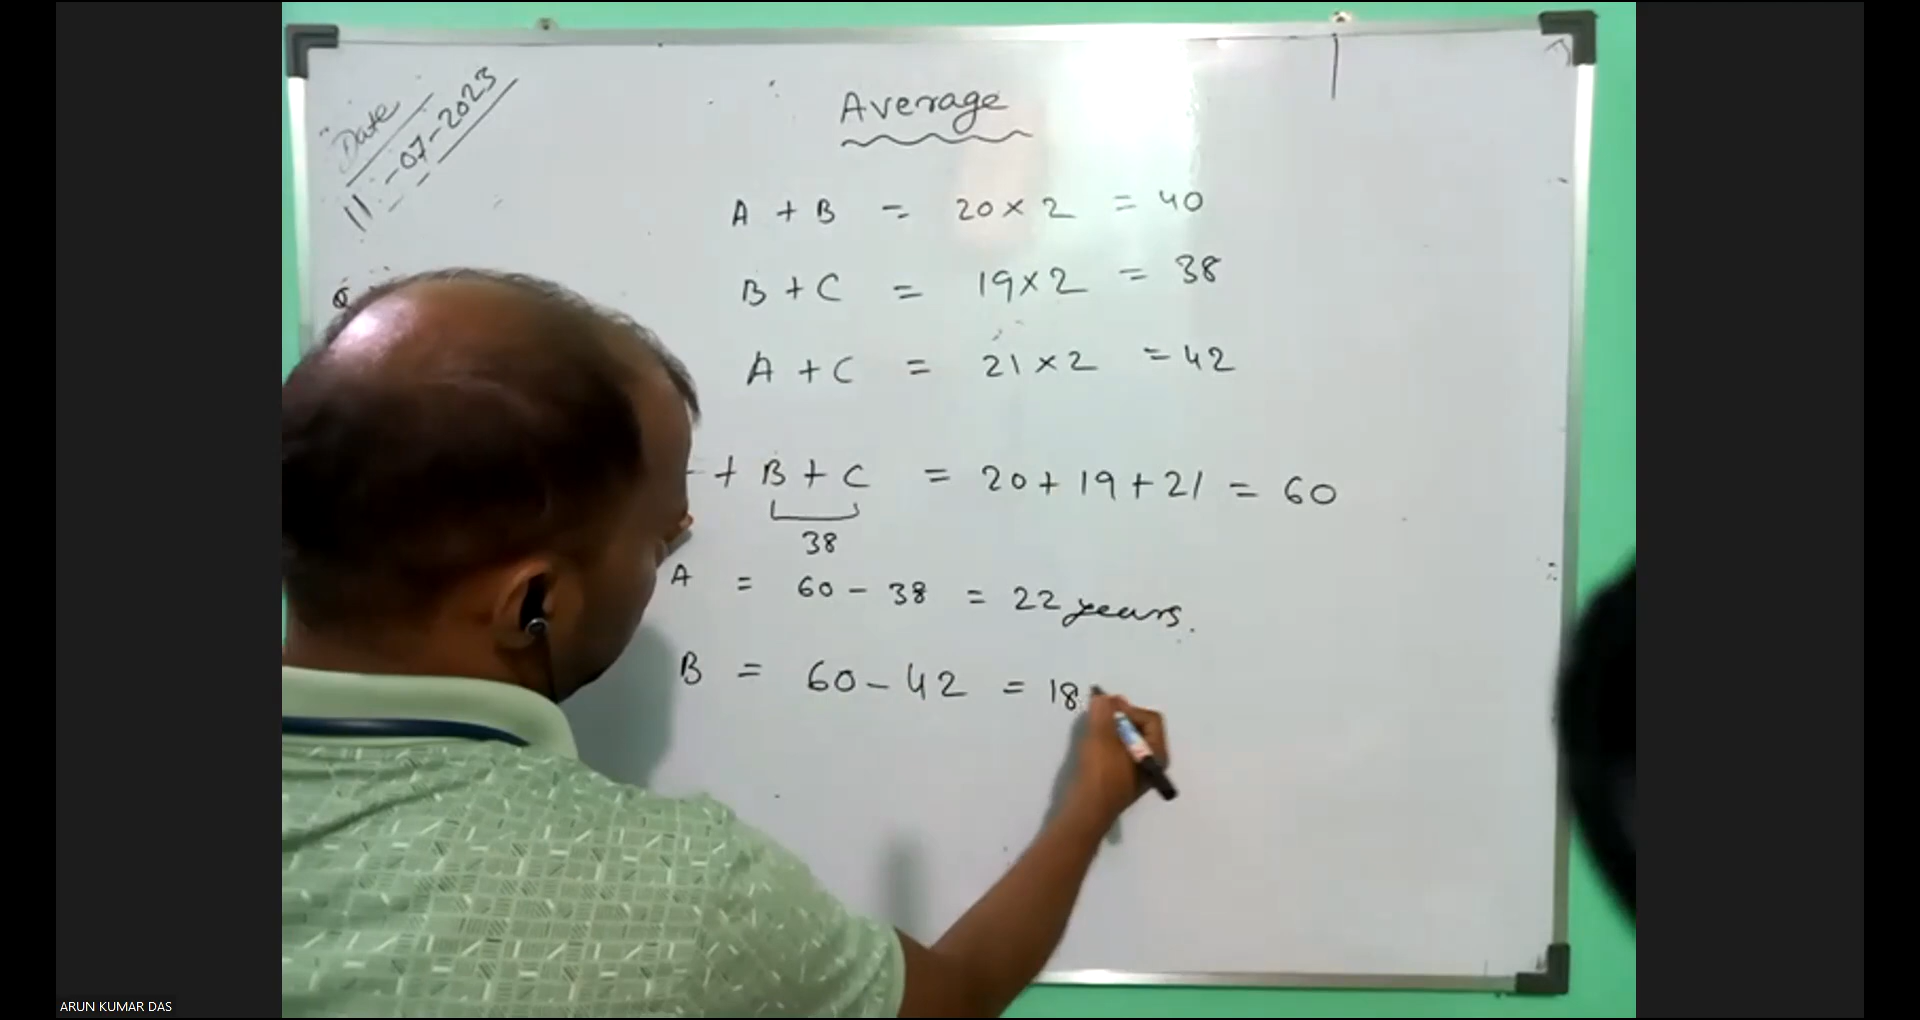 Date
11-07-2023
Average
A + B = 20 × 2 = 40
B + C = 19 × 2 = 38
A + C = 21 × 2 = 42
+ B + C = 20 + 19 + 21 = 60
38
A = 60 - 38 = 22 years.
B = 60 - 42 = 18
ARUN KUMAR DAS